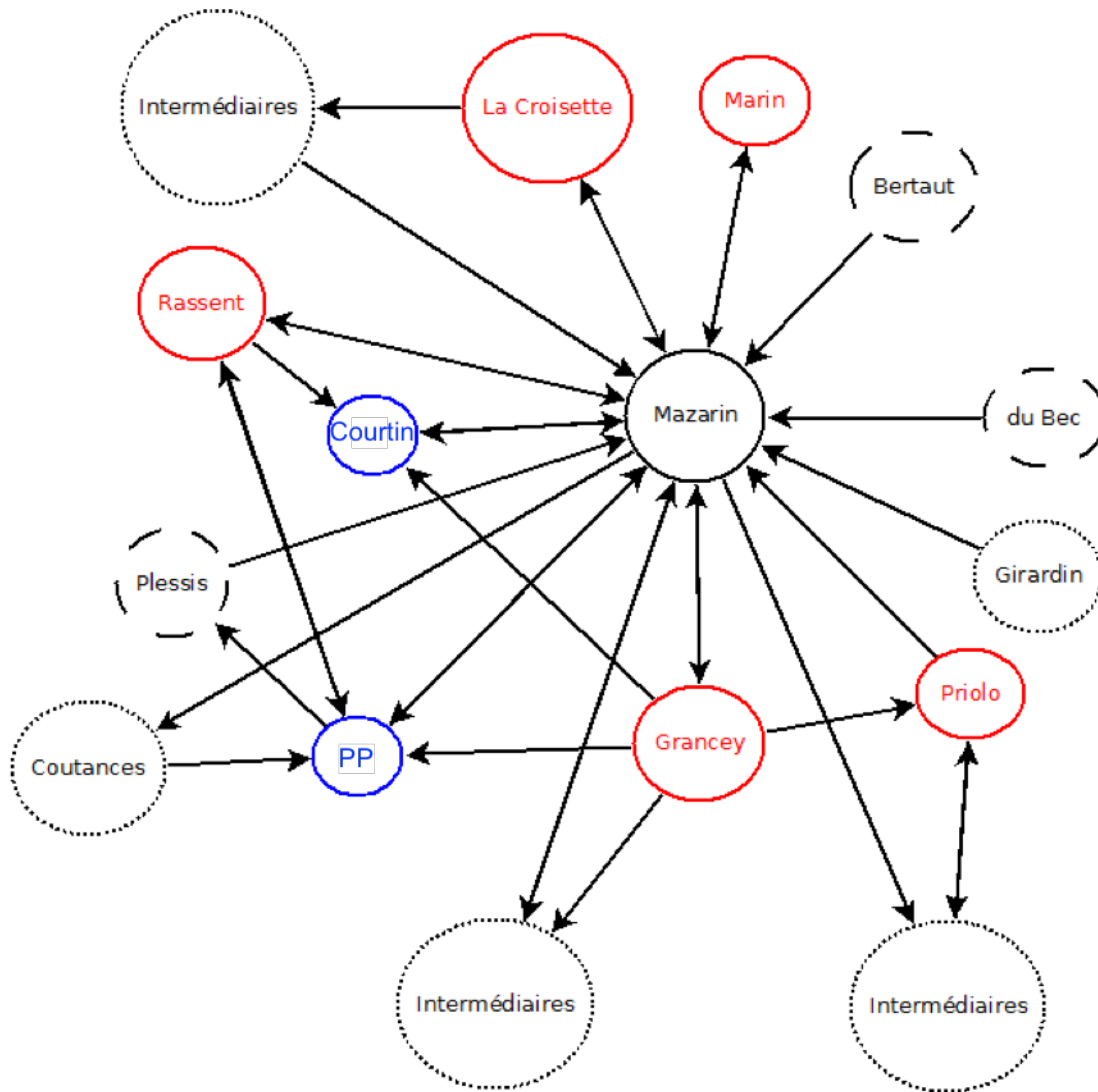 Intermédiaires
La Croisette
Marin
Bertaut
Rassent
Mazarin
du Bec
Courtin
Plessis
Girardin
Priolo
Grancey
Coutances
PP
Intermédiaires
Intermédiaires